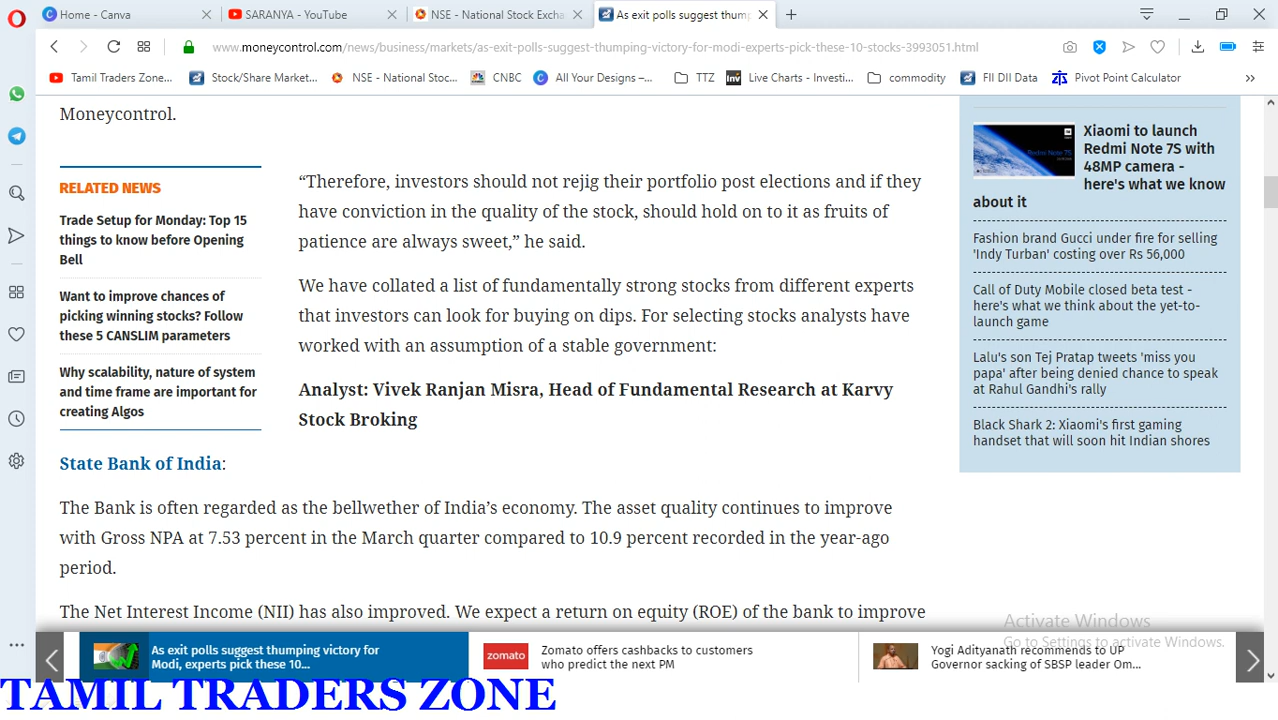 Home - Canva
SARANYA - YouTube
NSE - National Stock Excha
As exit polls suggest thump
www.moneycontrol.com/news/business/markets/as-exit-polls-suggest-thumping-victory-for-modi-experts-pick-these-10-stocks-3993051.html
Tamil Traders Zone...
Stock/Share Market...
NSE - National Stoc...
CNBC
All Your Designs –...
TTZ
Inv
Live Charts - Investi...
commodity
FII DII Data
Pivot Point Calculator
Moneycontrol.
RELATED NEWS
Trade Setup for Monday: Top 15
things to know before Opening
Bell
Want to improve chances of
picking winning stocks? Follow
these 5 CANSLIM parameters
Why scalability, nature of system
and time frame are important for
creating Algos
“Therefore, investors should not rejig their portfolio post elections and if they
have conviction in the quality of the stock, should hold on to it as fruits of
patience are always sweet,” he said.
We have collated a list of fundamentally strong stocks from different experts
that investors can look for buying on dips. For selecting stocks analysts have
worked with an assumption of a stable government:
Analyst: Vivek Ranjan Misra, Head of Fundamental Research at Karvy
Stock Broking
State Bank of India:
The Bank is often regarded as the bellwether of India’s economy. The asset quality continues to improve
with Gross NPA at 7.53 percent in the March quarter compared to 10.9 percent recorded in the year-ago
period.
The Net Interest Income (NII) has also improved. We expect a return on equity (ROE) of the bank to improve
Redmi Note 7S
Xiaomi to launch
Redmi Note 7S with
48MP camera -
here's what we know
about it
Fashion brand Gucci under fire for selling
'Indy Turban' costing over Rs 56,000
Call of Duty Mobile closed beta test -
here's what we think about the yet-to-
launch game
Lalu's son Tej Pratap tweets 'miss you
papa' after being denied chance to speak
at Rahul Gandhi's rally
Black Shark 2: Xiaomi's first gaming
handset that will soon hit Indian shores
Activate Windows
Go to Settings to activate Windows.
As exit polls suggest thumping victory for
Modi, experts pick these 10...
zomato
Zomato offers cashbacks to customers
who predict the next PM
Yogi Adityanath recommends to UP
Governor sacking of SBSP leader Om...
TAMIL TRADERS ZONE